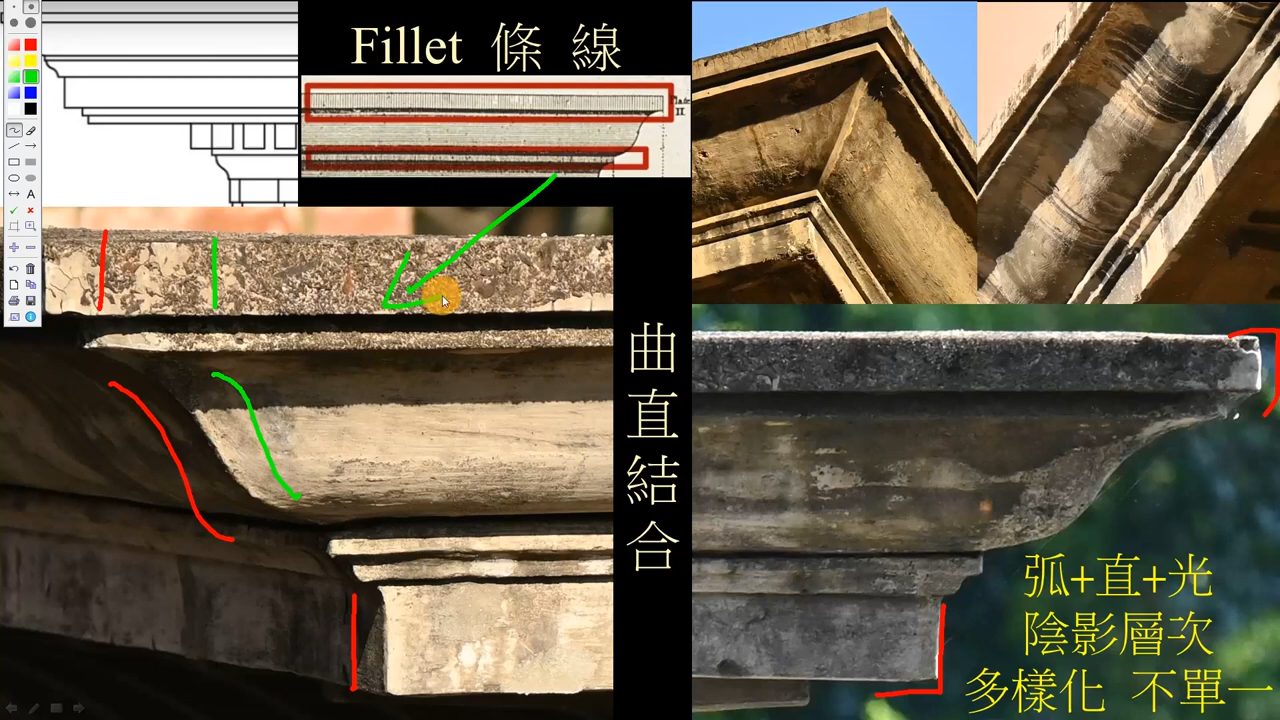 Fillet 條 線
II
曲
直
結
合
弧+直+光
陰影層次
多樣化 不單一